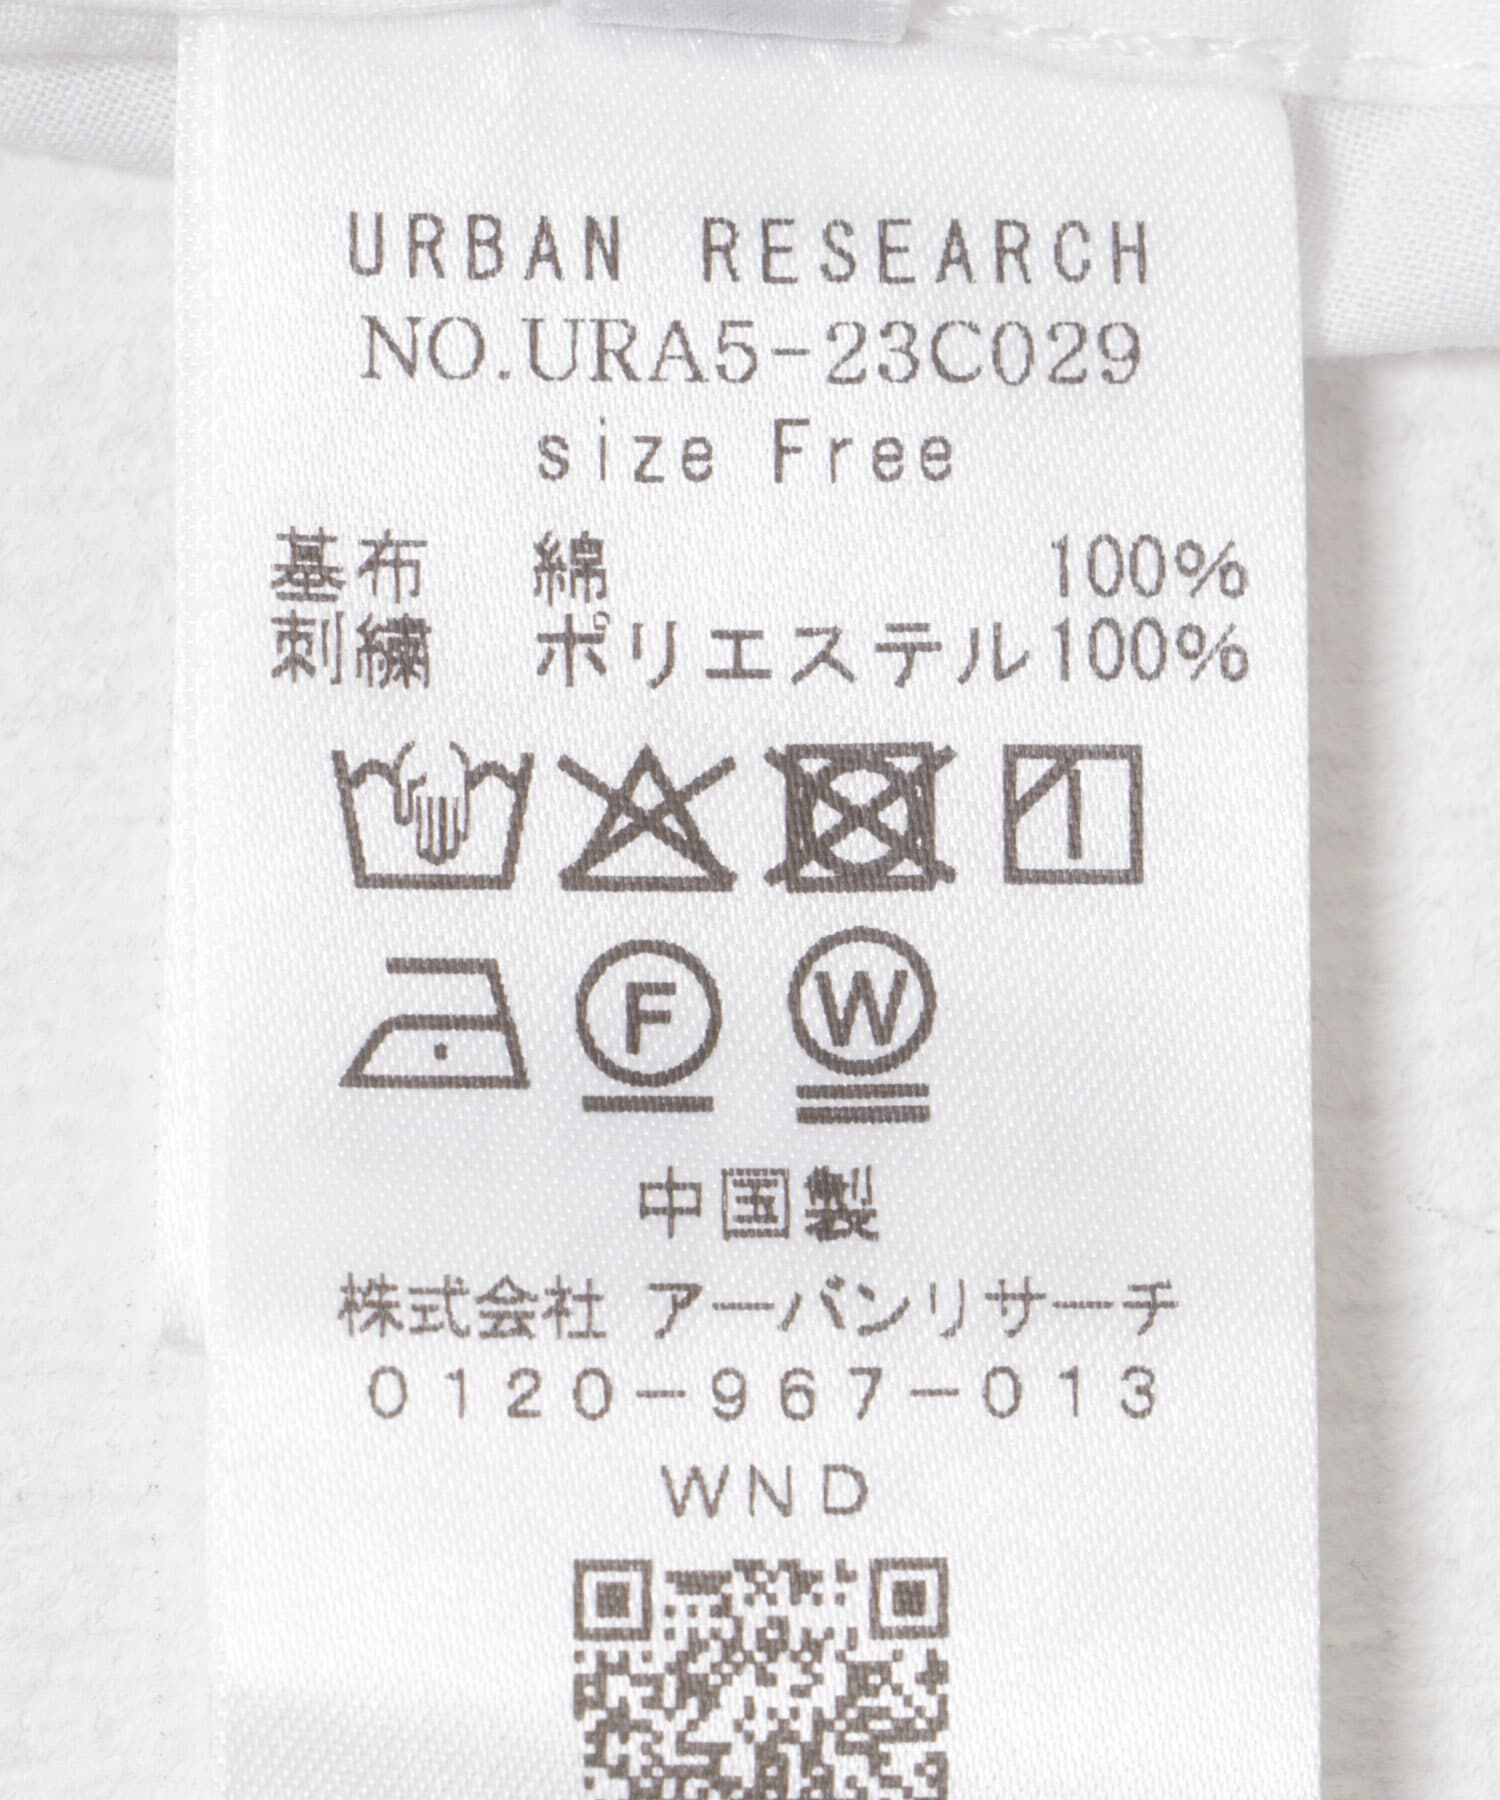 URBAN RESEARCH
NO.URA5-23C029
size Free
基布 綿 100%
刺繍 ポリエステル100%
F W
中国製
株式会社 アーバンリサーチ
0120-967-013
WND